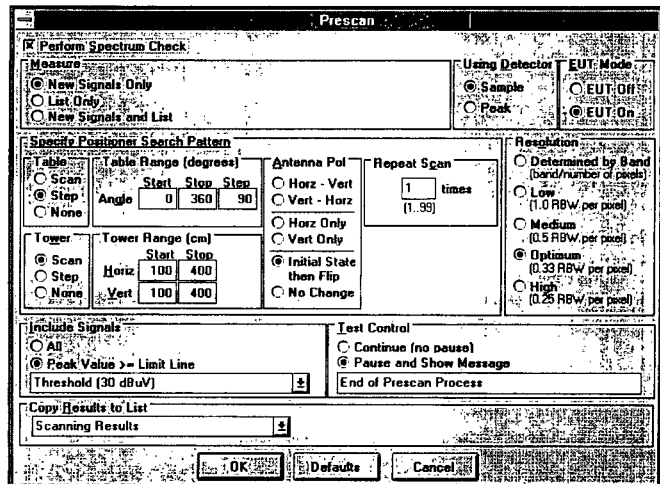 Prescan
Perform Spectrum Check
Measure
New Signals Only
List Only
New Signals and List
Using Detector
Sample
Peak
EUT Mode
EUT Off
EUT On
Specify Positioner Search Pattern
Table
Scan
Step
None
Table Range (degrees)
Start Stop Step
Angle 0 360 90
Tower
Scan
Step
None
Tower Range (cm)
Start Stop
Horiz 100 400
Vert 100 400
Antenna Pol
Horz - Vert
Vert - Horz
Horz Only
Vert Only
Initial State
then Flip
No Change
Repeat Scan
1 times
(1..99)
Resolution
Determined by Band
(band/number of pixels)
Low
(1.0 RBW per pixel)
Medium
(0.5 RBW per pixel)
Optimum
(0.33 RBW per pixel)
High
(0.25 RBW per pixel)
Include Signals
All
Peak Value >= Limit Line
Threshold (30 dBuV)
Test Control
Continue (no pause)
Pause and Show Message
End of Prescan Process
Copy Results to List
Scanning Results
OK Defaults Cancel